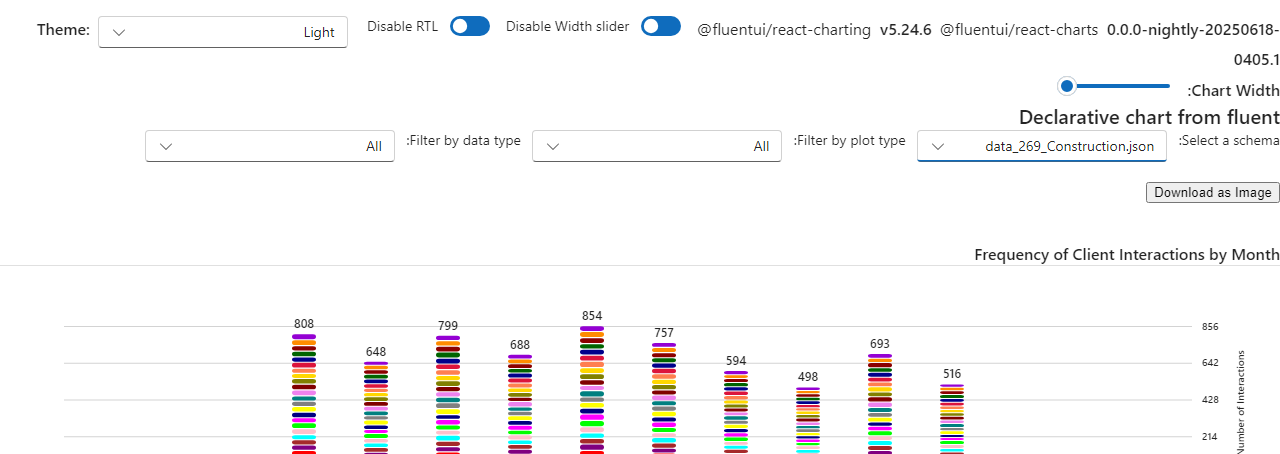 Theme: Light Disable RTL Disable Width slider @fluentui/react-charting v5.24.6 @fluentui/react-charts 0.0.0-nightly-20250618-
0405.1
:Chart Width
Declarative chart from fluent
:Select a schema data_269_Construction.json :Filter by plot type All :Filter by data type All
Download as Image
Frequency of Client Interactions by Month
808 648 799 688 854 757 594 498 693 516
856
642
428
214
Number of Interactions